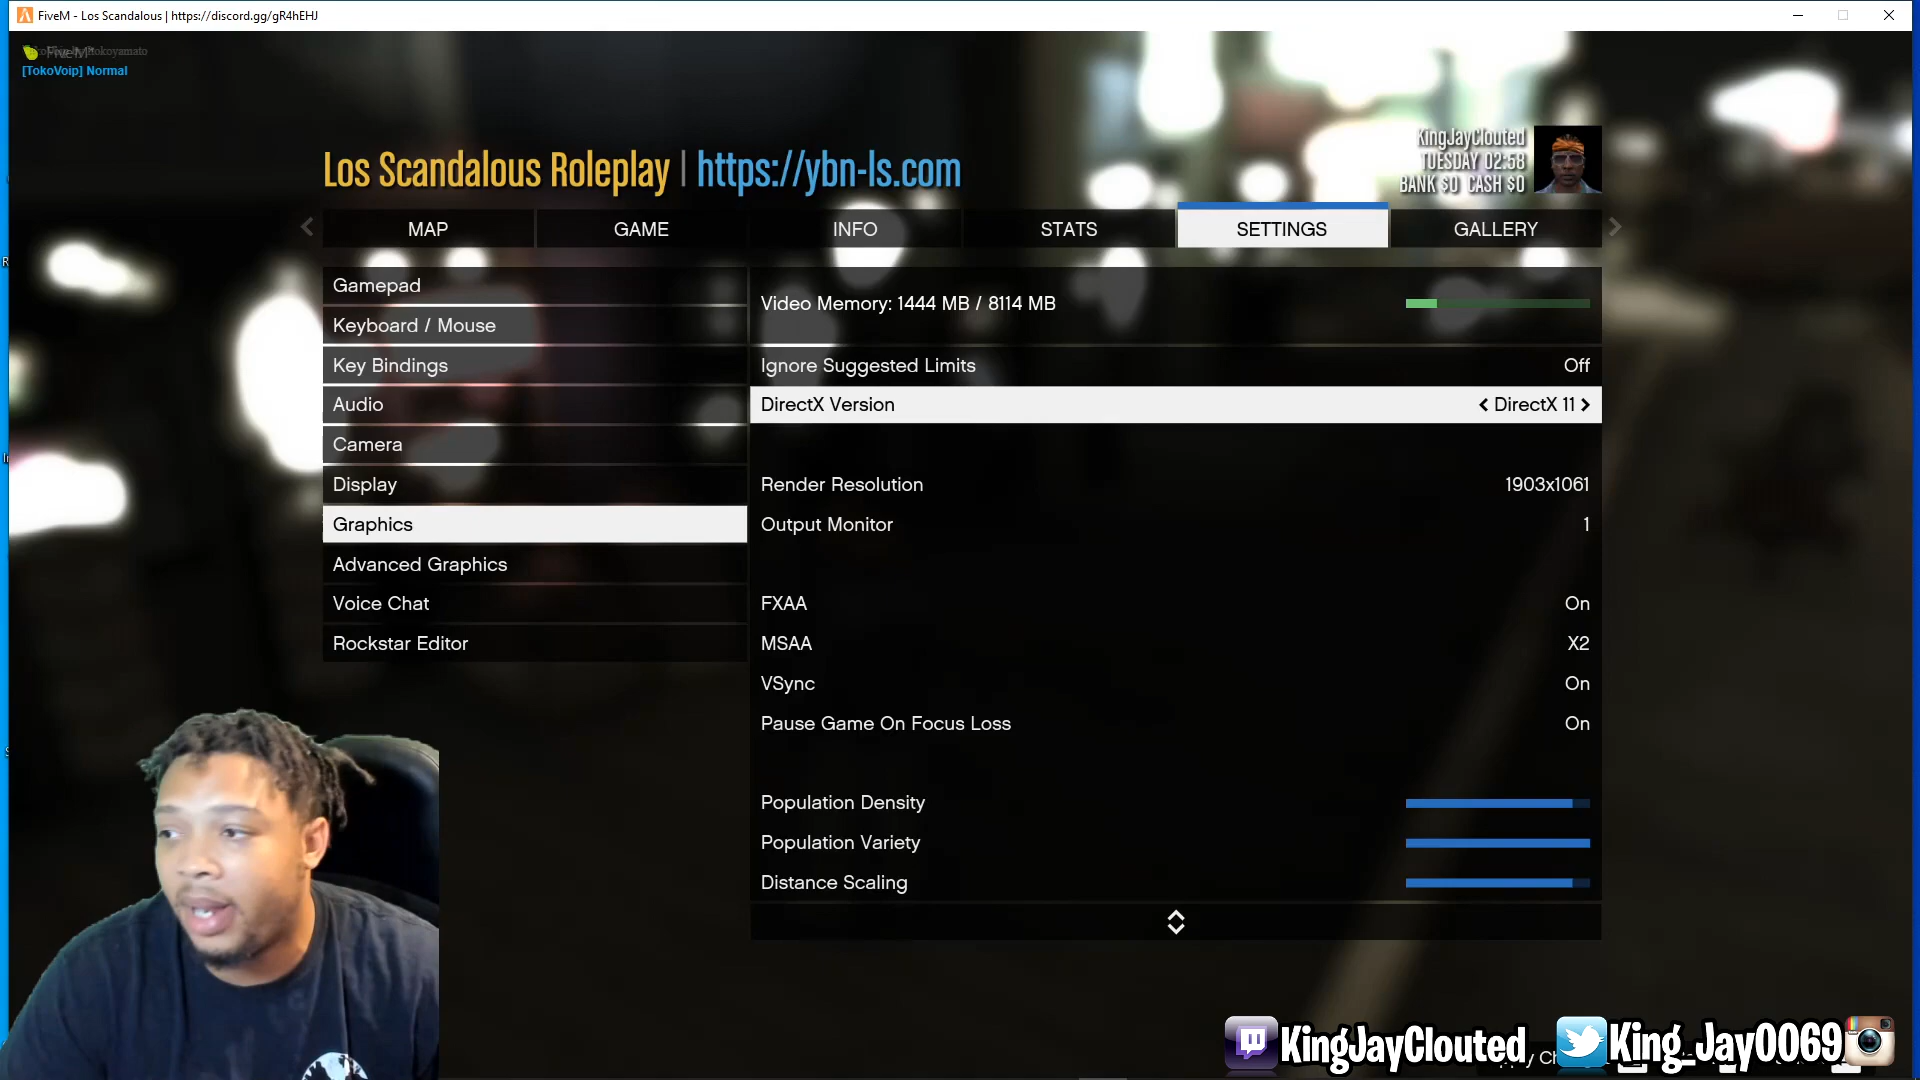 FiveM - Los Scandalous | https://discord.gg/gR4hEHJ
[TokoVoip] Normal
Los Scandalous Roleplay | https://ybn-ls.com
KingJayClouted
TUESDAY 02:58
BANK $0 CASH $0
MAP GAME INFO STATS SETTINGS GALLERY
Gamepad
Keyboard / Mouse
Key Bindings
Audio
Camera
Display
Graphics
Advanced Graphics
Voice Chat
Rockstar Editor
Video Memory: 1444 MB / 8114 MB
Ignore Suggested Limits Off
DirectX Version DirectX 11
Render Resolution 1903x1061
Output Monitor 1
FXAA On
MSAA X2
VSync On
Pause Game On Focus Loss On
Population Density
Population Variety
Distance Scaling
KingJayClouted King_Jay0069